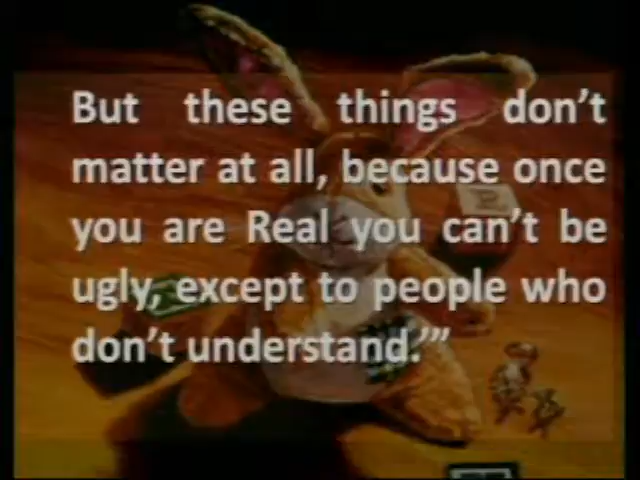 But these things don't
matter at all, because once
you are Real you can't be
ugly, except to people who
don't understand.'"